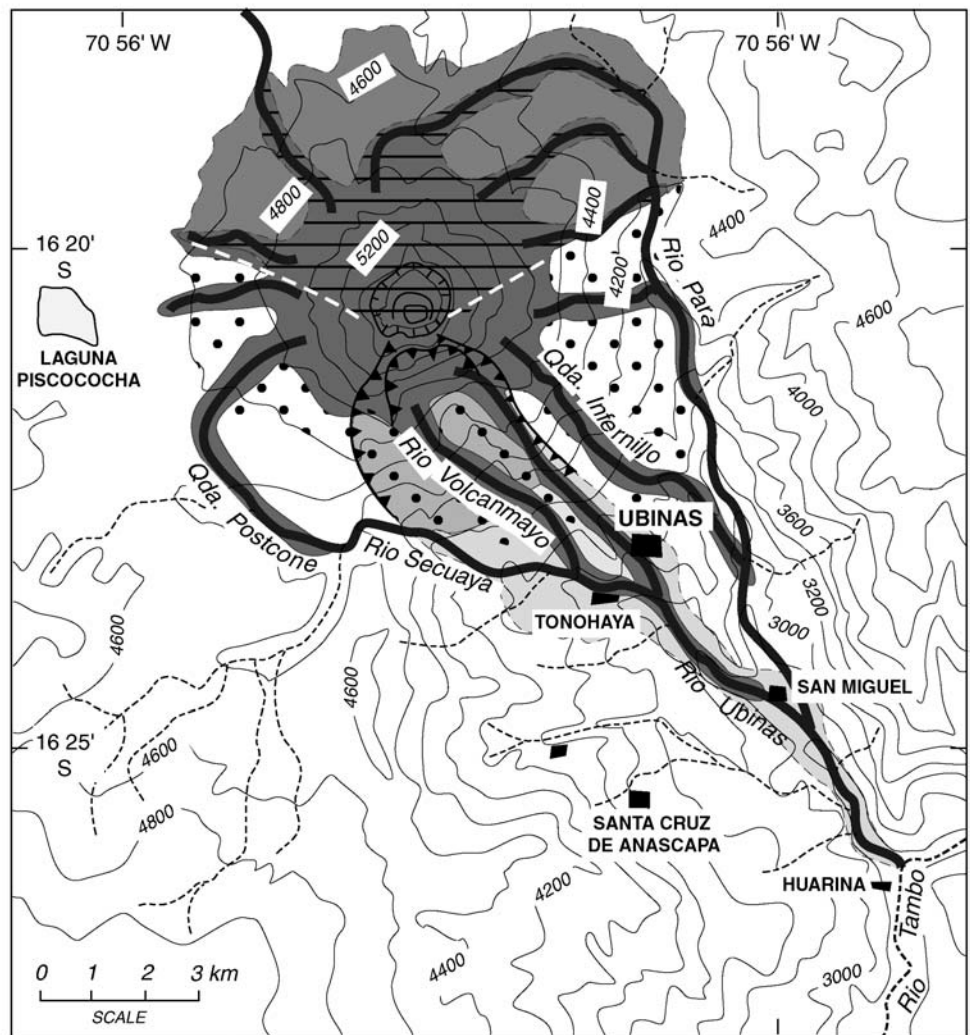 70 56' W
70 56' W
4600
4800
4400
4400
16 20'
S
5200
4200'
Rio Para
4600
LAGUNA
PISCOCOCHA
4000
Qda. Infernillo
Rio Volcanmayo
Qda. Postcone
UBINAS
3600
Rio Secuaya
3200
TONOHAYA
3000
4600
4600
SAN MIGUEL
Rio Ubinas
16 25'
S
4600
4800
SANTA CRUZ
DE ANASCAPA
HUARINA
4200
Rio Tambo
4400
3000
0 1 2 3 km
SCALE